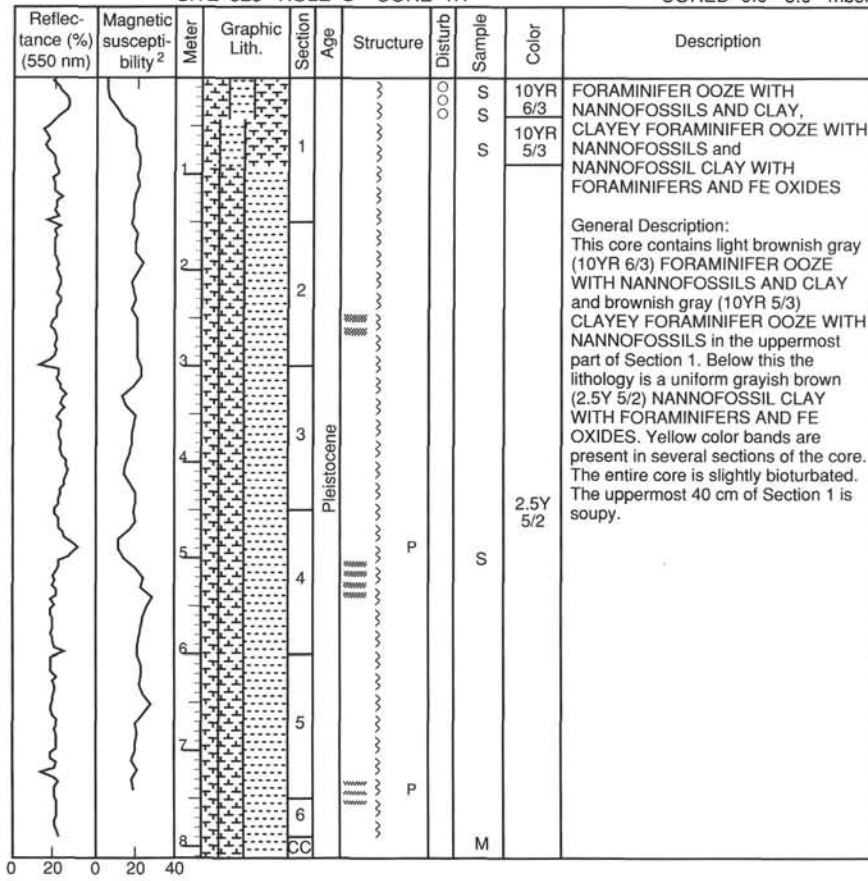 Reflec-
tance (%)
(550 nm)
Magnetic
suscepti-
bility 2
Meter
Graphic
Lith.
Section
Age
Structure
Disturb
Sample
Color
Description
1
2
3
4
5
6
7
8
1
2
3
4
5
6
CC
Pleistocene
P
P
S
S
S
S
M
10YR
6/3
10YR
5/3
2.5Y
5/2
FORAMINIFER OOZE WITH
NANNOFOSSILS AND CLAY,
CLAYEY FORAMINIFER OOZE WITH
NANNOFOSSILS and
NANNOFOSSIL CLAY WITH
FORAMINIFERS AND FE OXIDES
General Description:
This core contains light brownish gray
(10YR 6/3) FORAMINIFER OOZE
WITH NANNOFOSSILS AND CLAY
and brownish gray (10YR 5/3)
CLAYEY FORAMINIFER OOZE WITH
NANNOFOSSILS in the uppermost
part of Section 1. Below this the
lithology is a uniform grayish brown
(2.5Y 5/2) NANNOFOSSIL CLAY
WITH FORAMINIFERS AND FE
OXIDES. Yellow color bands are
present in several sections of the core.
The entire core is slightly bioturbated.
The uppermost 40 cm of Section 1 is
soupy.
0 20 0 20 40